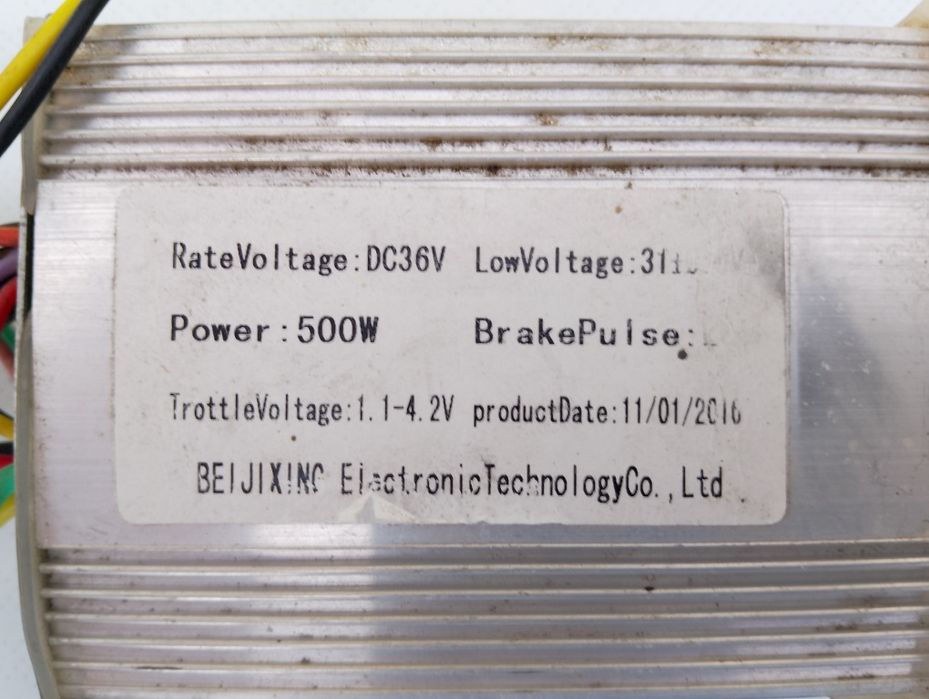 RateVoltage:DC36V LowVoltage:
Power:500W BrakePulse:
TrottleVoltage:1.1-4.2V productDate:11/01/2016
BEIJIXING ElectronicTechnologyCo.,Ltd